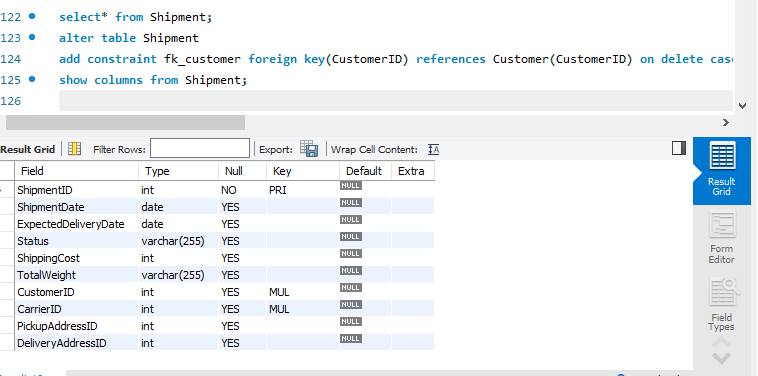 122 select* from Shipment;
123 alter table Shipment
124 add constraint fk_customer foreign key(CustomerID) references Customer(CustomerID) on delete
125 show columns from Shipment;
126
Result Grid Filter Rows: Export: Wrap Cell Content:
Field Type Null Key Default Extra
ShipmentID int NO PRI NULL
ShipmentDate date YES NULL
ExpectedDeliveryDate date YES NULL
Status varchar(255) YES NULL
ShippingCost int YES NULL
TotalWeight varchar(255) YES NULL
CustomerID int YES MUL NULL
CarrierID int YES MUL NULL
PickupAddressID int YES NULL
DeliveryAddressID int YES NULL
Result
Grid
Form
Editor
Field
Types